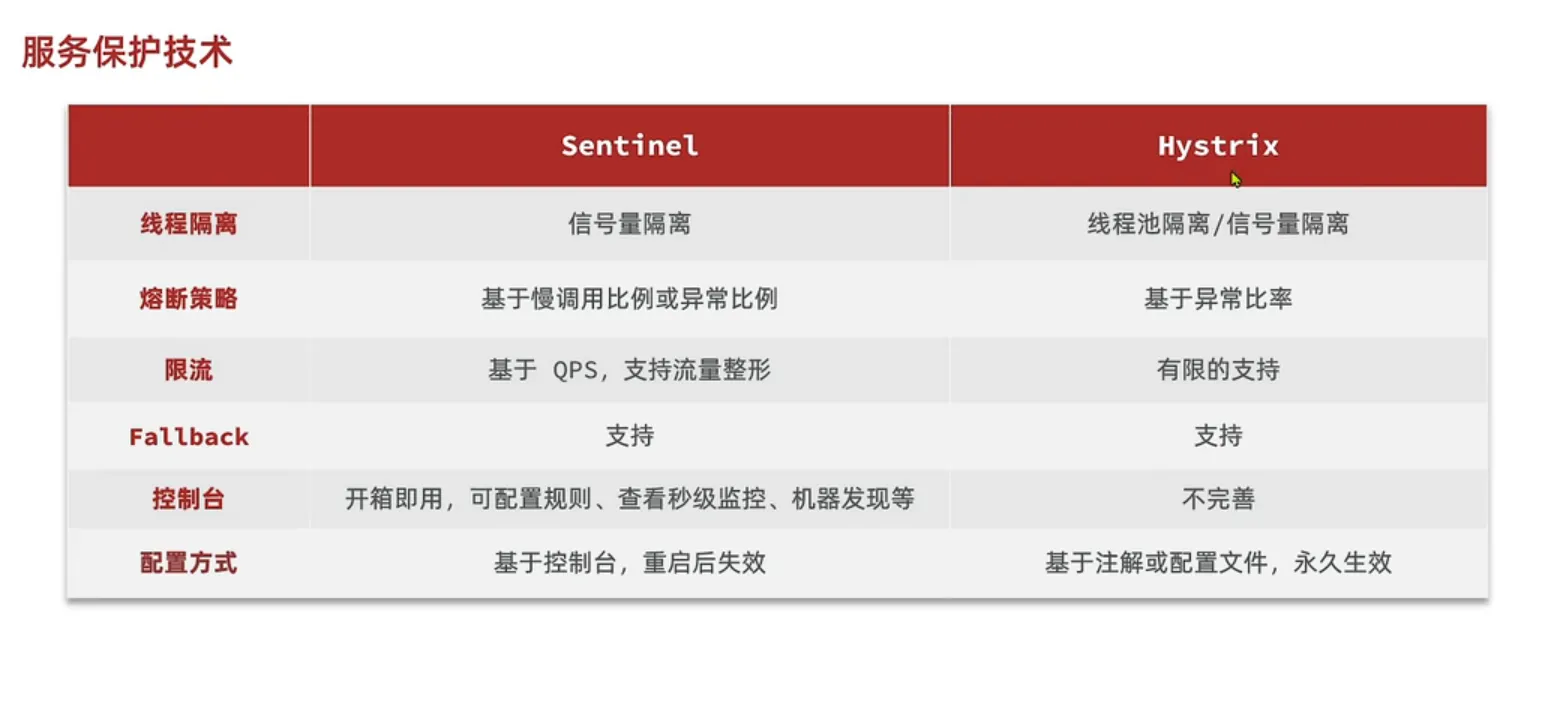 服务保护技术
Sentinel Hystrix
线程隔离 信号量隔离 线程池隔离/信号量隔离
熔断策略 基于慢调用比例或异常比例 基于异常比率
限流 基于 QPS，支持流量整形 有限的支持
Fallback 支持 支持
控制台 开箱即用，可配置规则、查看秒级监控、机器发现等 不完善
配置方式 基于控制台，重启后失效 基于注解或配置文件，永久生效